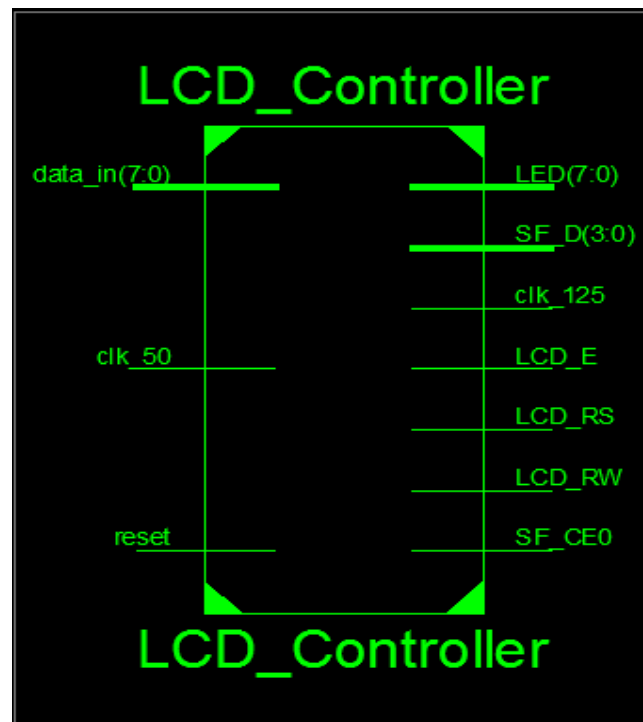 LCD_Controller
data_in(7:0)
LED(7:0)
SF_D(3:0)
clk_125
clk_50
LCD_E
LCD_RS
LCD_RW
reset
SF_CE0
LCD_Controller